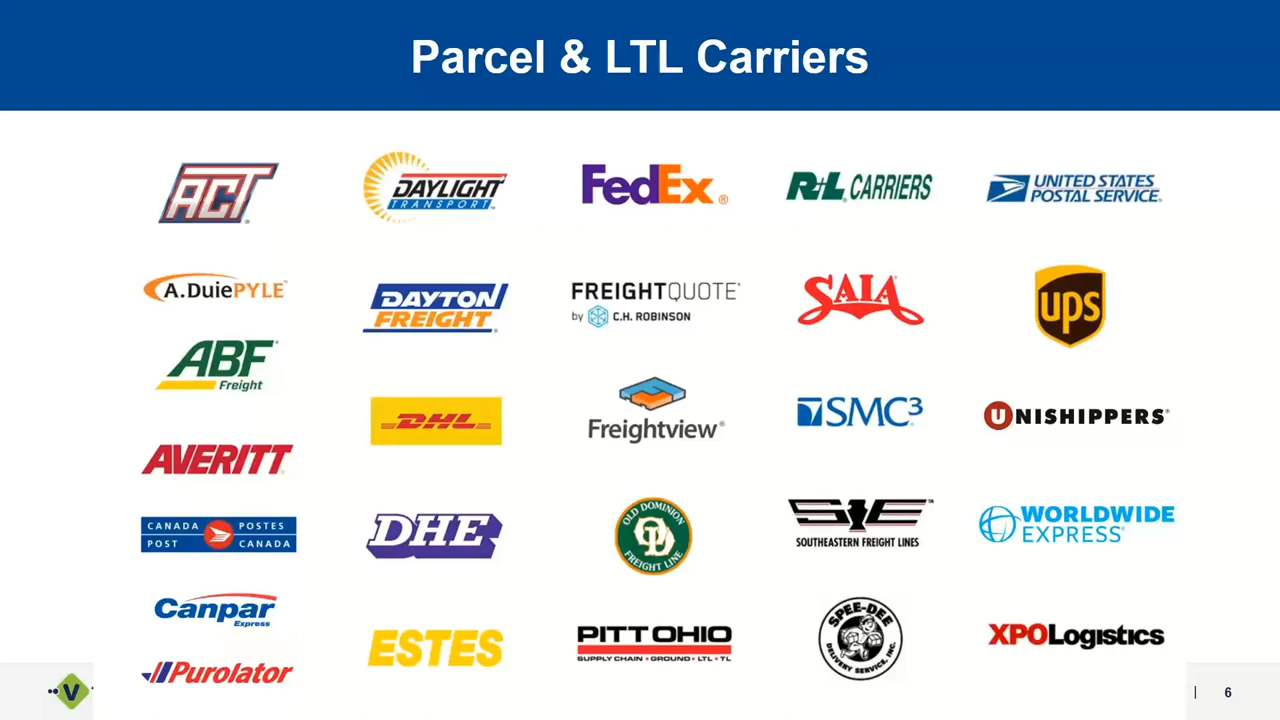 Parcel & LTL Carriers
ACT
DAYLIGHT
TRANSPORT
FedEx
R+L CARRIERS
UNITED STATES
POSTAL SERVICE
A.DuiePYLE
DAYTON
FREIGHT
FREIGHTQUOTE
by C.H. ROBINSON
SAIA
ups
ABF
Freight
DHL
Freightview
SMC³
UNISHIPPERS
AVERITT
CANADA POSTES
POST CANADA
DHE
OLD DOMINION
OD
FREIGHT LINE
SE
SOUTHEASTERN FREIGHT LINES
WORLDWIDE
EXPRESS
Canpar
Express
ESTES
PITT OHIO
SUPPLY CHAIN • GROUND • LTL • TL
SPEE-DEE
DELIVERY SERVICE, INC.
XPOLogistics
Purolator
V
| 6